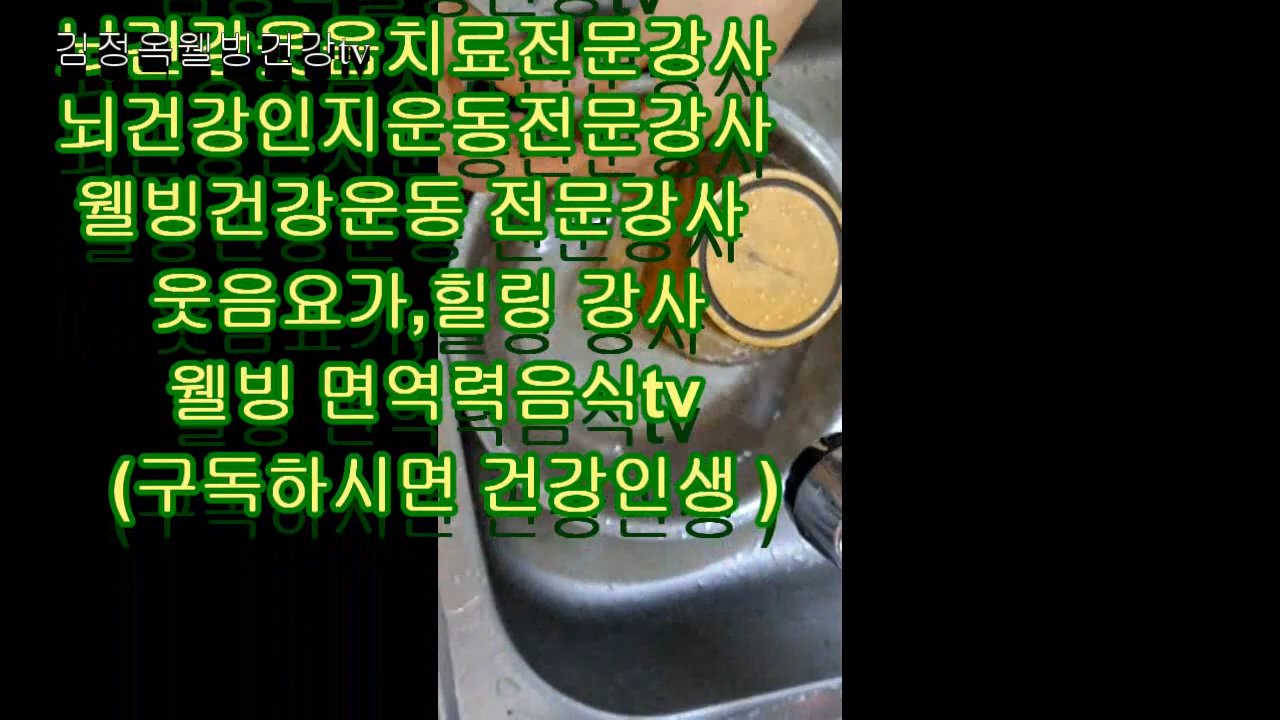 김정옥웰빙건강tv
치료전문강사
뇌건강인지운동전문강사
웰빙건강운동 전문강사
웃음요가,힐링 강사
웰빙 면역력음식tv
(구독하시면 건강인생 )